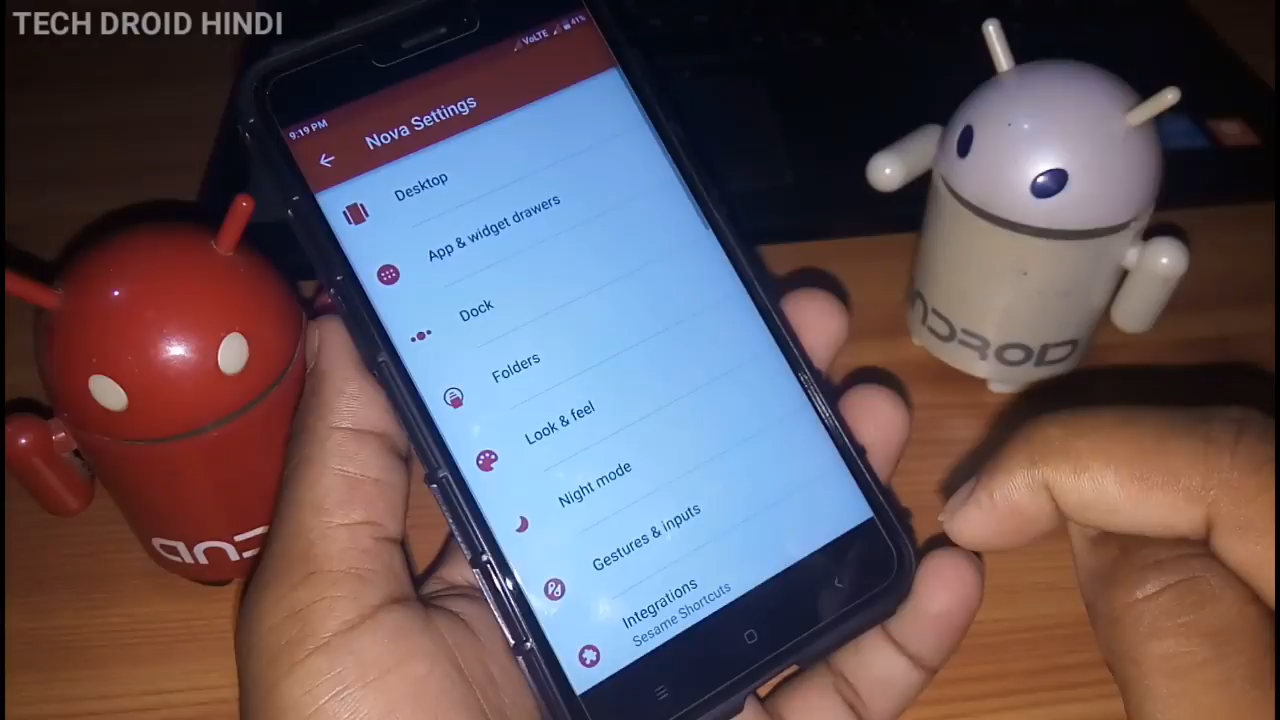 TECH DROID HINDI
VoLTE 41%
9:19 PM
Nova Settings
Desktop
App & widget drawers
Dock
Folders
Look & feel
Night mode
Gestures & inputs
Integrations
Sesame Shortcuts
NDROID